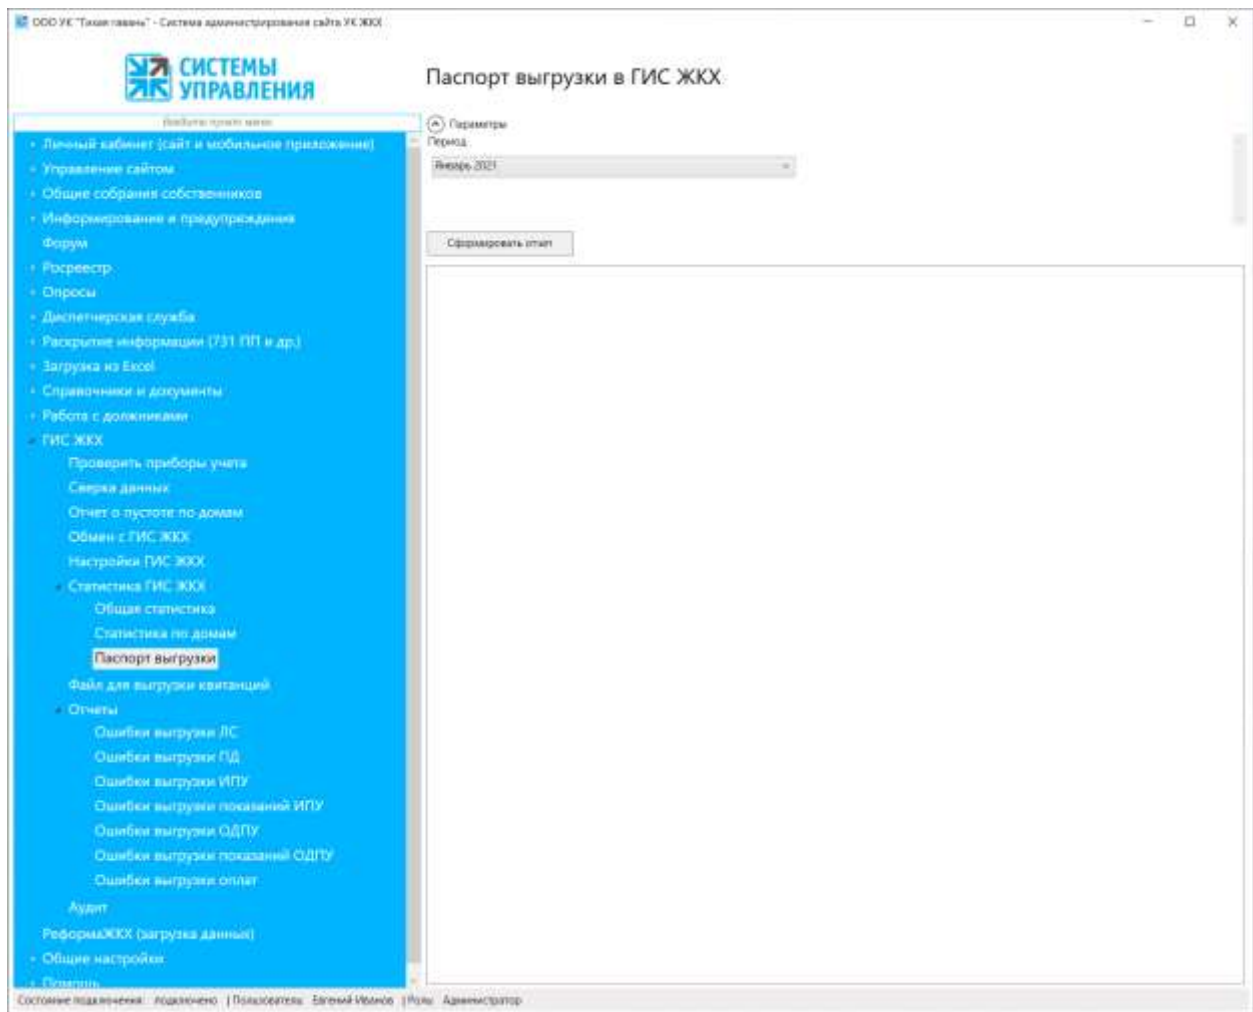 ООО УК "Тихая гавань" - Система администрирования сайта УК ЖКХ
СИСТЕМЫ
УПРАВЛЕНИЯ
Паспорт выгрузки в ГИС ЖКХ
Параметры
Период
Январь 2021
Сформировать отчет
Личный кабинет (сайт и мобильное приложение)
Управление сайтом
Общие собрания собственников
Информирование и предупреждения
Форум
Росреестр
Опросы
Диспетчерская служба
Раскрытие информации (731 ПП и др.)
Загрузка из Excel
Справочники и документы
Работа с должниками
ГИС ЖКХ
Проверить приборы учета
Сверка данных
Отчет о пустоте по домам
Обмен с ГИС ЖКХ
Настройки ГИС ЖКХ
Статистика ГИС ЖКХ
Общая статистика
Статистика по домам
Паспорт выгрузки
Файл для выгрузки квитанций
Отчеты
Ошибки выгрузки ЛС
Ошибки выгрузки ПД
Ошибки выгрузки ИПУ
Ошибки выгрузки показаний ИПУ
Ошибки выгрузки ОДПУ
Ошибки выгрузки показаний ОДПУ
Ошибки выгрузки оплат
Аудит
РеформаЖКХ (загрузка данных)
Общие настройки
Помощь
Состояние подключения: подключено | Пользователь: Евгений Иванов | Роль: Администратор